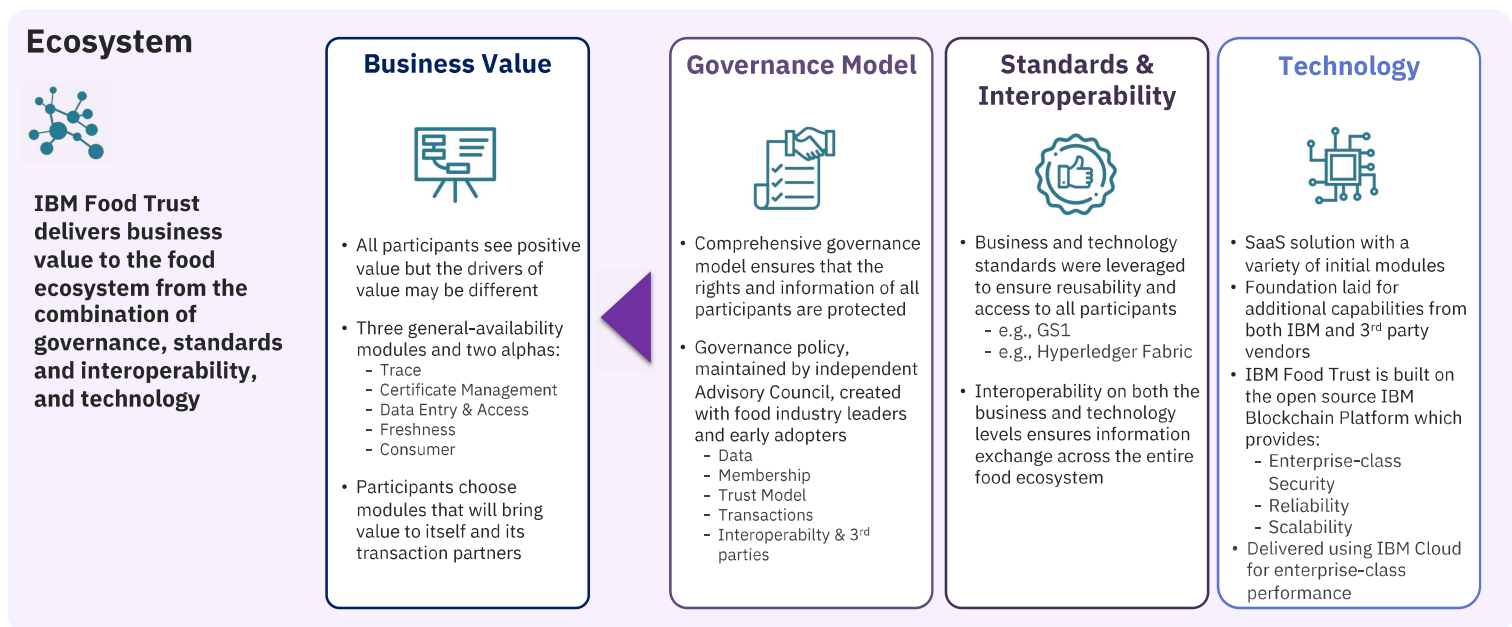 Ecosystem
IBM Food Trust
delivers business
value to the food
ecosystem from the
combination of
governance, standards
and interoperability,
and technology
Business Value
• All participants see positive
value but the drivers of
value may be different
• Three general-availability
modules and two alphas:
- Trace
- Certificate Management
- Data Entry & Access
- Freshness
- Consumer
• Participants choose
modules that will bring
value to itself and its
transaction partners
Governance Model
• Comprehensive governance
model ensures that the
rights and information of all
participants are protected
• Governance policy,
maintained by independent
Advisory Council, created
with food industry leaders
and early adopters
- Data
- Membership
- Trust Model
- Transactions
- Interoperabilty & 3rd
parties
Standards &
Interoperability
• Business and technology
standards were leveraged
to ensure reusability and
access to all participants
- e.g., GS1
- e.g., Hyperledger Fabric
• Interoperability on both the
business and technology
levels ensures information
exchange across the entire
food ecosystem
Technology
• SaaS solution with a
variety of initial modules
• Foundation laid for
additional capabilities from
both IBM and 3rd party
vendors
• IBM Food Trust is built on
the open source IBM
Blockchain Platform which
provides:
- Enterprise-class
Security
- Reliability
- Scalability
• Delivered using IBM Cloud
for enterprise-class
performance